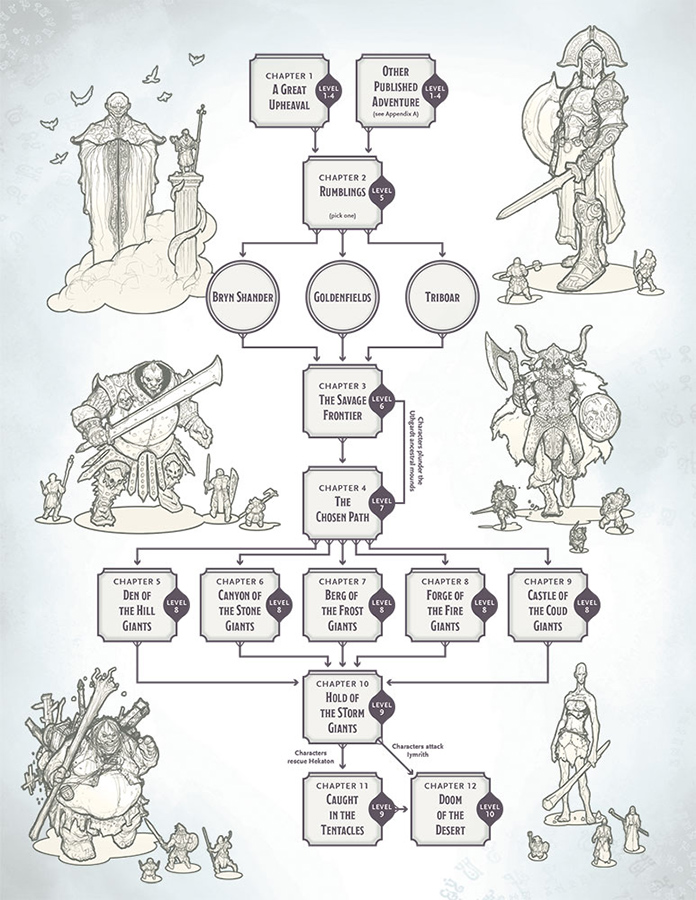 CHAPTER 1
A GREAT
UPHEAVAL
LEVEL
1-4
OTHER
PUBLISHED
ADVENTURE
(see Appendix A)
LEVEL
1-4
CHAPTER 2
RUMBLINGS
(pick one)
LEVEL
5
BRYN SHANDER
GOLDENFIELDS
TRIBOAR
CHAPTER 3
THE SAVAGE
FRONTIER
LEVEL
6
Characters plunder the
Uthgardt ancestral mounds
CHAPTER 4
THE
CHOSEN PATH
LEVEL
7
CHAPTER 5
DEN OF
THE HILL
GIANTS
LEVEL
8
CHAPTER 6
CANYON OF
THE STONE
GIANTS
LEVEL
8
CHAPTER 7
BERG OF
THE FROST
GIANTS
LEVEL
8
CHAPTER 8
FORGE OF
THE FIRE
GIANTS
LEVEL
8
CHAPTER 9
CASTLE OF
THE COUD
GIANTS
LEVEL
8
CHAPTER 10
HOLD OF
THE STORM
GIANTS
LEVEL
9
Characters
rescue Hekaton
Characters attack
Iymrith
CHAPTER 11
CAUGHT
IN THE
TENTACLES
LEVEL
9
CHAPTER 12
DOOM
OF THE
DESERT
LEVEL
10